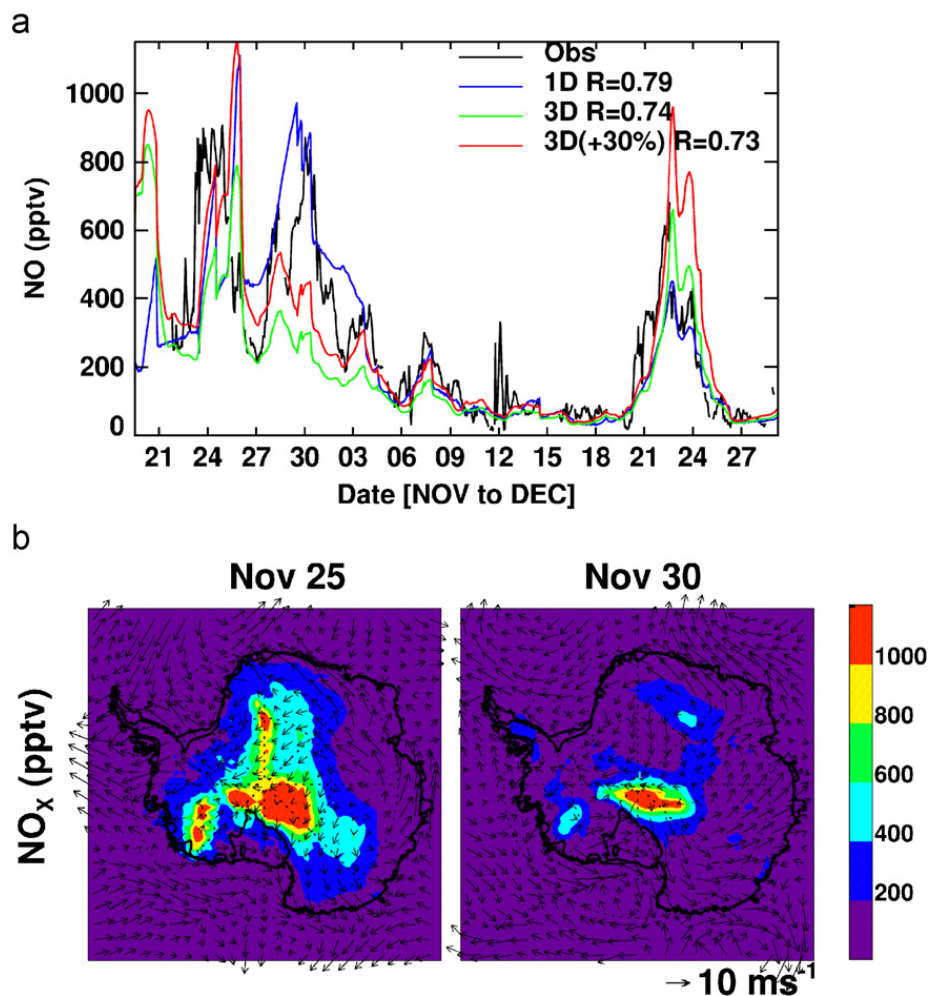 a
Obs
1D R=0.79
3D R=0.74
3D(+30%) R=0.73
NO (pptv)
1000
800
600
400
200
0
21 24 27 30 03 06 09 12 15 18 21 24 27
Date [NOV to DEC]
b
Nov 25
Nov 30
NOX (pptv)
1000
800
600
400
200
10 ms-1